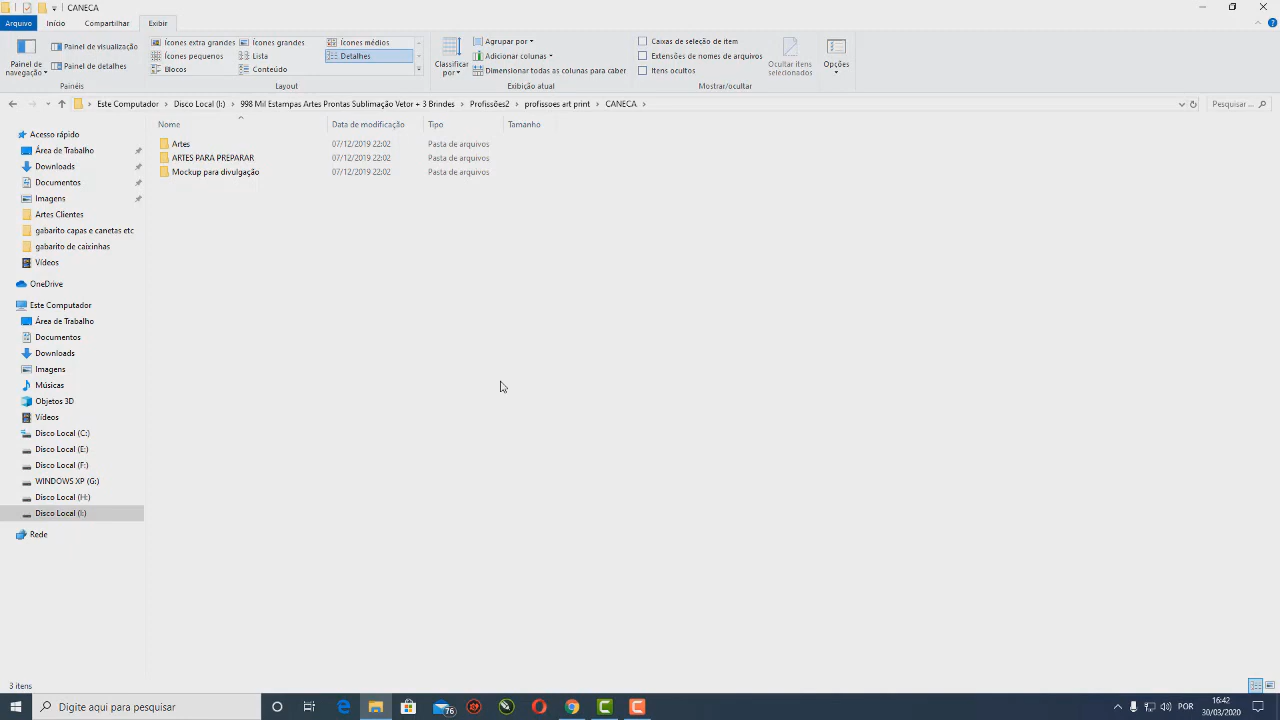 CANECA
Arquivo Início Compartilhar Exibir
Painel de navegação
Painel de visualização
Painel de detalhes
Painéis
Ícones extra grandes Ícones grandes Ícones médios
Ícones pequenos Lista Detalhes
Blocos Conteúdo
Layout
Classificar por
Agrupar por
Adicionar colunas
Dimensionar todas as colunas para caber
Exibição atual
Caixas de seleção de item
Extensões de nomes de arquivos
Itens ocultos
Ocultar itens selecionados
Mostrar/ocultar
Opções
Este Computador Disco Local (I:) 998 Mil Estampas Artes Prontas Sublimação Vetor + 3 Brindes Profissões2 profissoes art print CANECA
Pesquisar ...
Nome Data de modificação Tipo Tamanho
Artes 07/12/2019 22:02 Pasta de arquivos
ARTES PARA PREPARAR 07/12/2019 22:02 Pasta de arquivos
Mockup para divulgação 07/12/2019 22:02 Pasta de arquivos
Acesso rápido
Área de Trabalho
Downloads
Documentos
Imagens
Artes Clientes
gabarito capas e canetas etc
gabarito de caixinhas
Vídeos
OneDrive
Este Computador
Área de Trabalho
Documentos
Downloads
Imagens
Músicas
Objetos 3D
Vídeos
Disco Local (C:)
Disco Local (E:)
Disco Local (F:)
WINDOWS XP (G:)
Disco Local (H:)
Disco Local (I:)
Rede
3 itens
Digite aqui para pesquisar
76
POR
16:42
30/03/2020